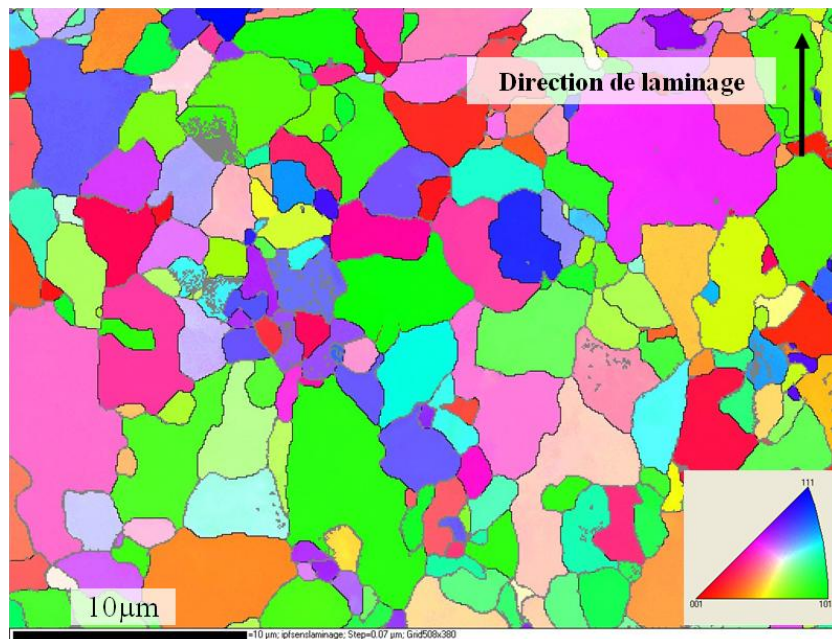 Direction de laminage
111
001
101
10µm
=10 µm; ipfsenslaminage; Step=0.07 µm; Grid508x380